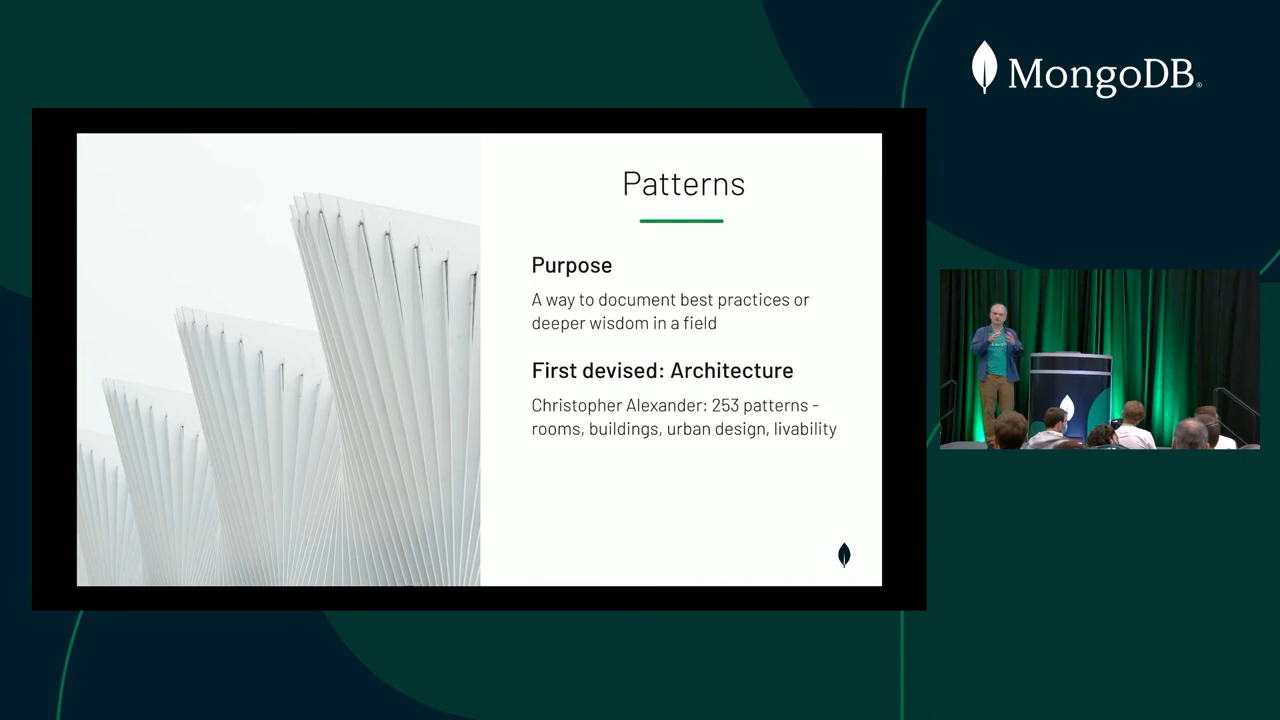 MongoDB®
Patterns
Purpose
A way to document best practices or
deeper wisdom in a field
First devised: Architecture
Christopher Alexander: 253 patterns -
rooms, buildings, urban design, livability